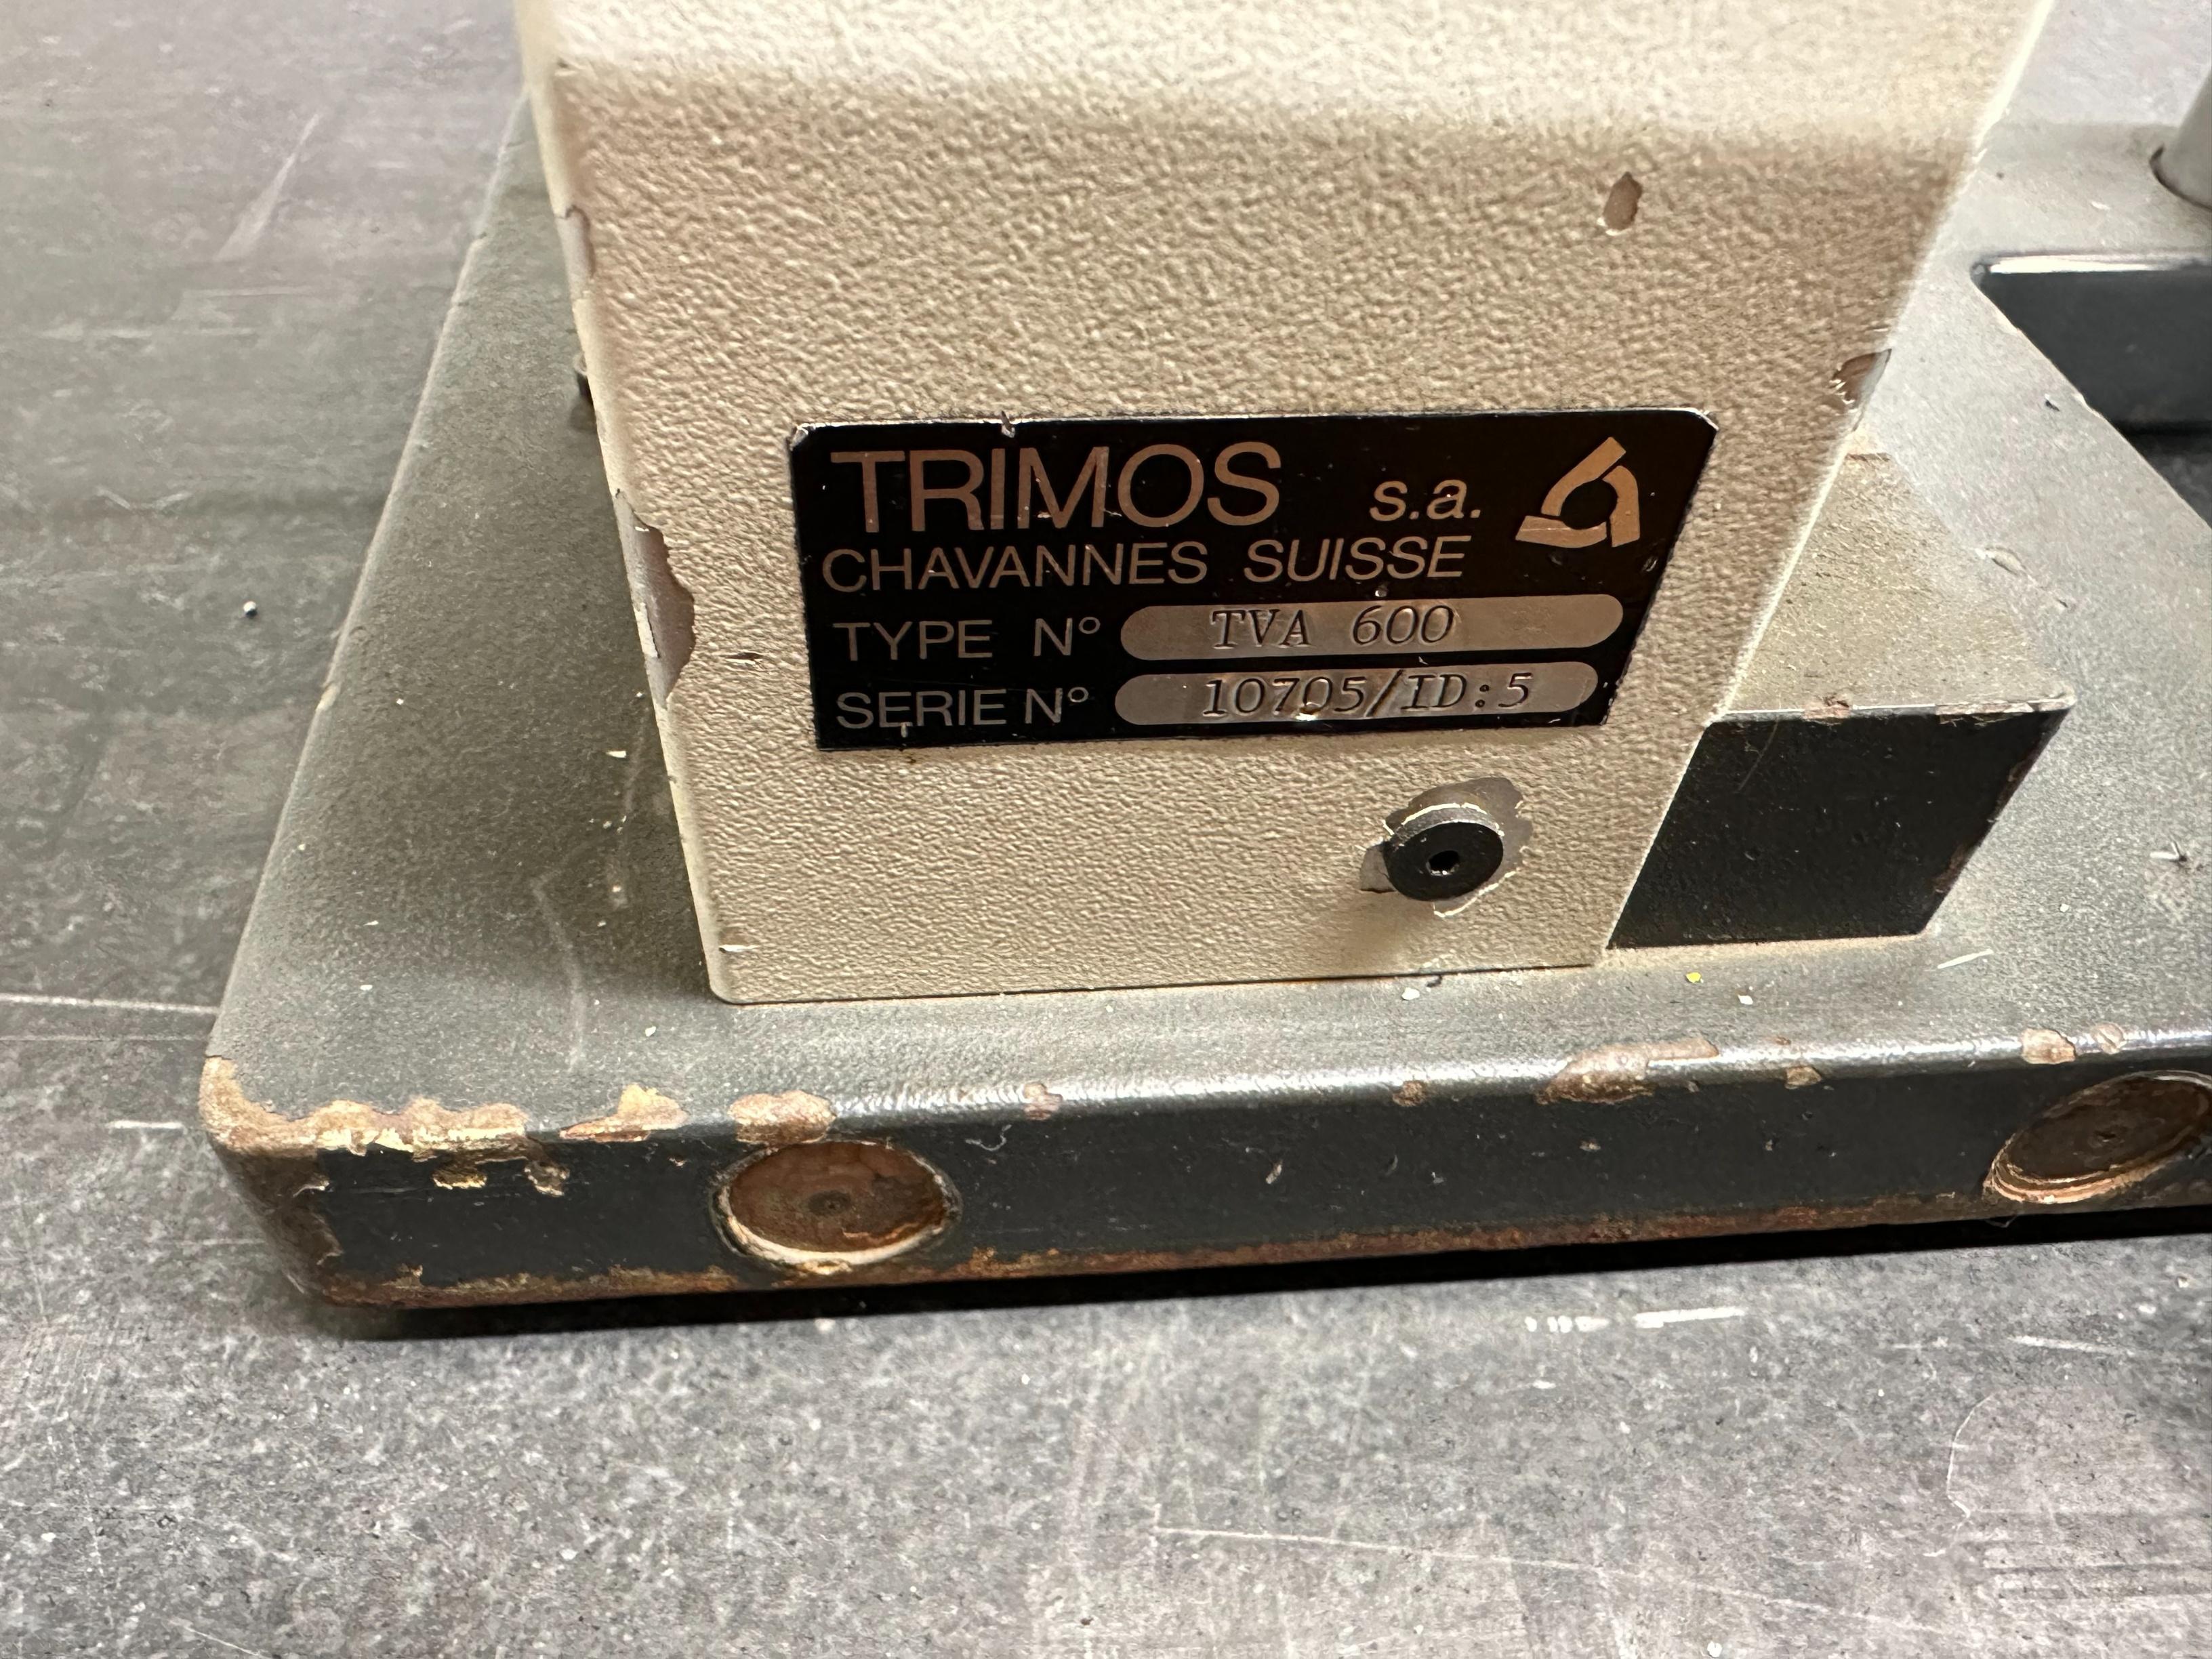 TRIMOS s.a.
CHAVANNES SUISSE
TYPE N° TVA 600
SERIE N° 10705/ID:5